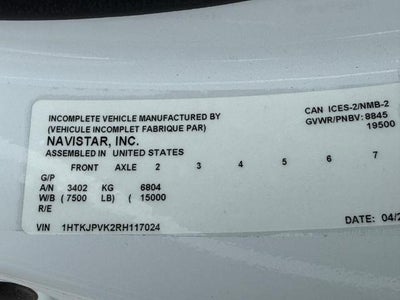 INCOMPLETE VEHICLE MANUFACTURED BY
(VEHICULE INCOMPLET FABRIQUE PAR)
NAVISTAR, INC.
ASSEMBLED IN UNITED STATES
CAN ICES-2/NMB-2
GVWR/PNBV: 8845
19500
FRONT AXLE 2 3 4 5 6 7
G/P
A/N 3402 KG 6804
W/B ( 7500 LB) ( 15000
R/E
DATE: 04/2
VIN 1HTKJPVK2RH117024